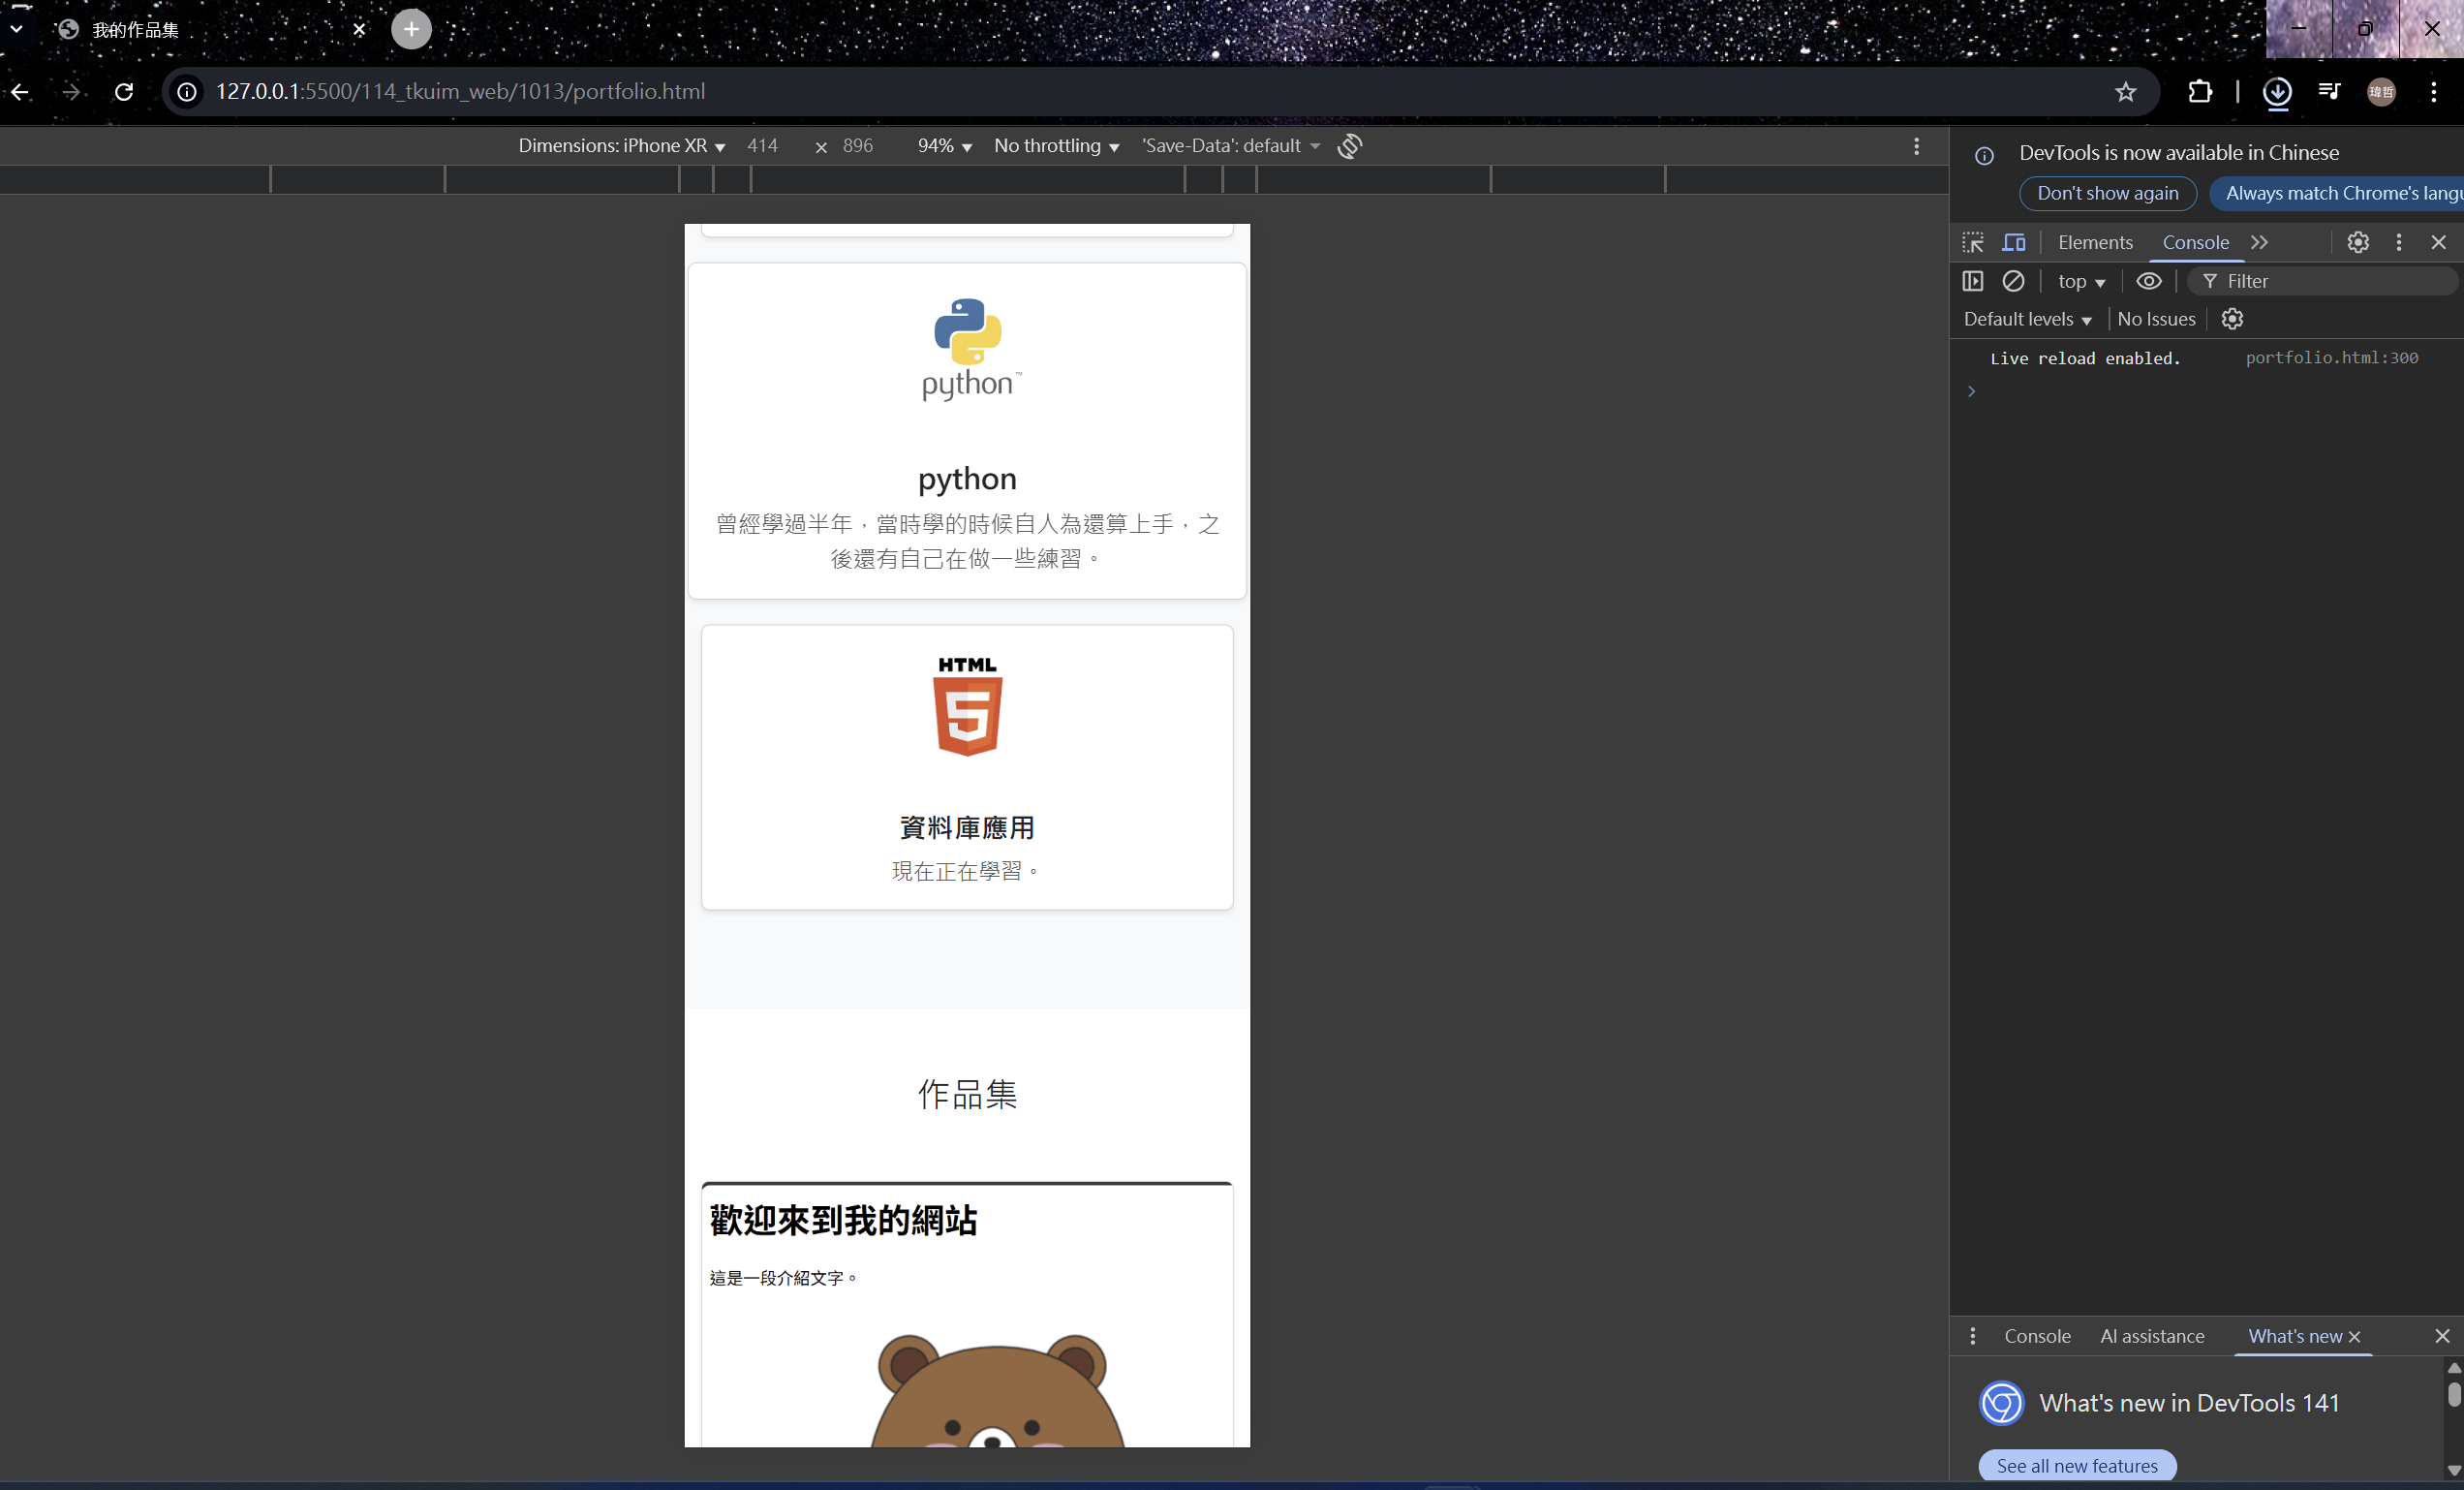 我的作品集
127.0.0.1:5500/114_tkuim_web/1013/portfolio.html
瑋哲
Dimensions: iPhone XR 414 × 896 94% No throttling 'Save-Data': default
DevTools is now available in Chinese
Don't show again Always match Chrome's langu
Elements Console
top Filter
Default levels No Issues
Live reload enabled. portfolio.html:300
python™
python
曾經學過半年，當時學的時候自人為還算上手，之
後還有自己在做一些練習。
HTML
5
資料庫應用
現在正在學習。
作品集
歡迎來到我的網站
這是一段介紹文字。
Console AI assistance What's new
What's new in DevTools 141
See all new features